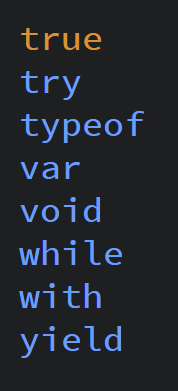 true
try
typeof
var
void
while
with
yield